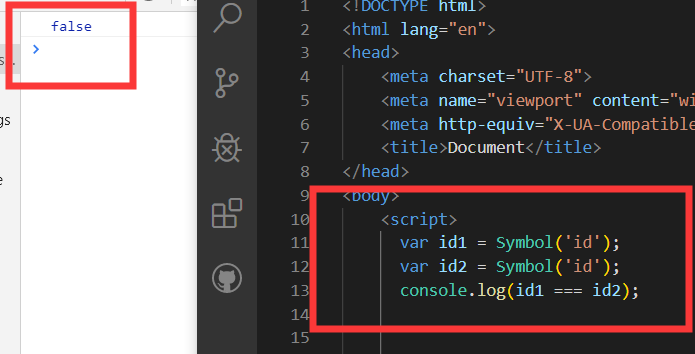 false
>
s.
gs
e
1 <!DOCTYPE html>
2 <html lang="en">
3 <head>
4 <meta charset="UTF-8">
5 <meta name="viewport" content="wi
6 <meta http-equiv="X-UA-Compatible
7 <title>Document</title>
8 </head>
9 <body>
10 <script>
11 var id1 = Symbol('id');
12 var id2 = Symbol('id');
13 console.log(id1 === id2);
14
15